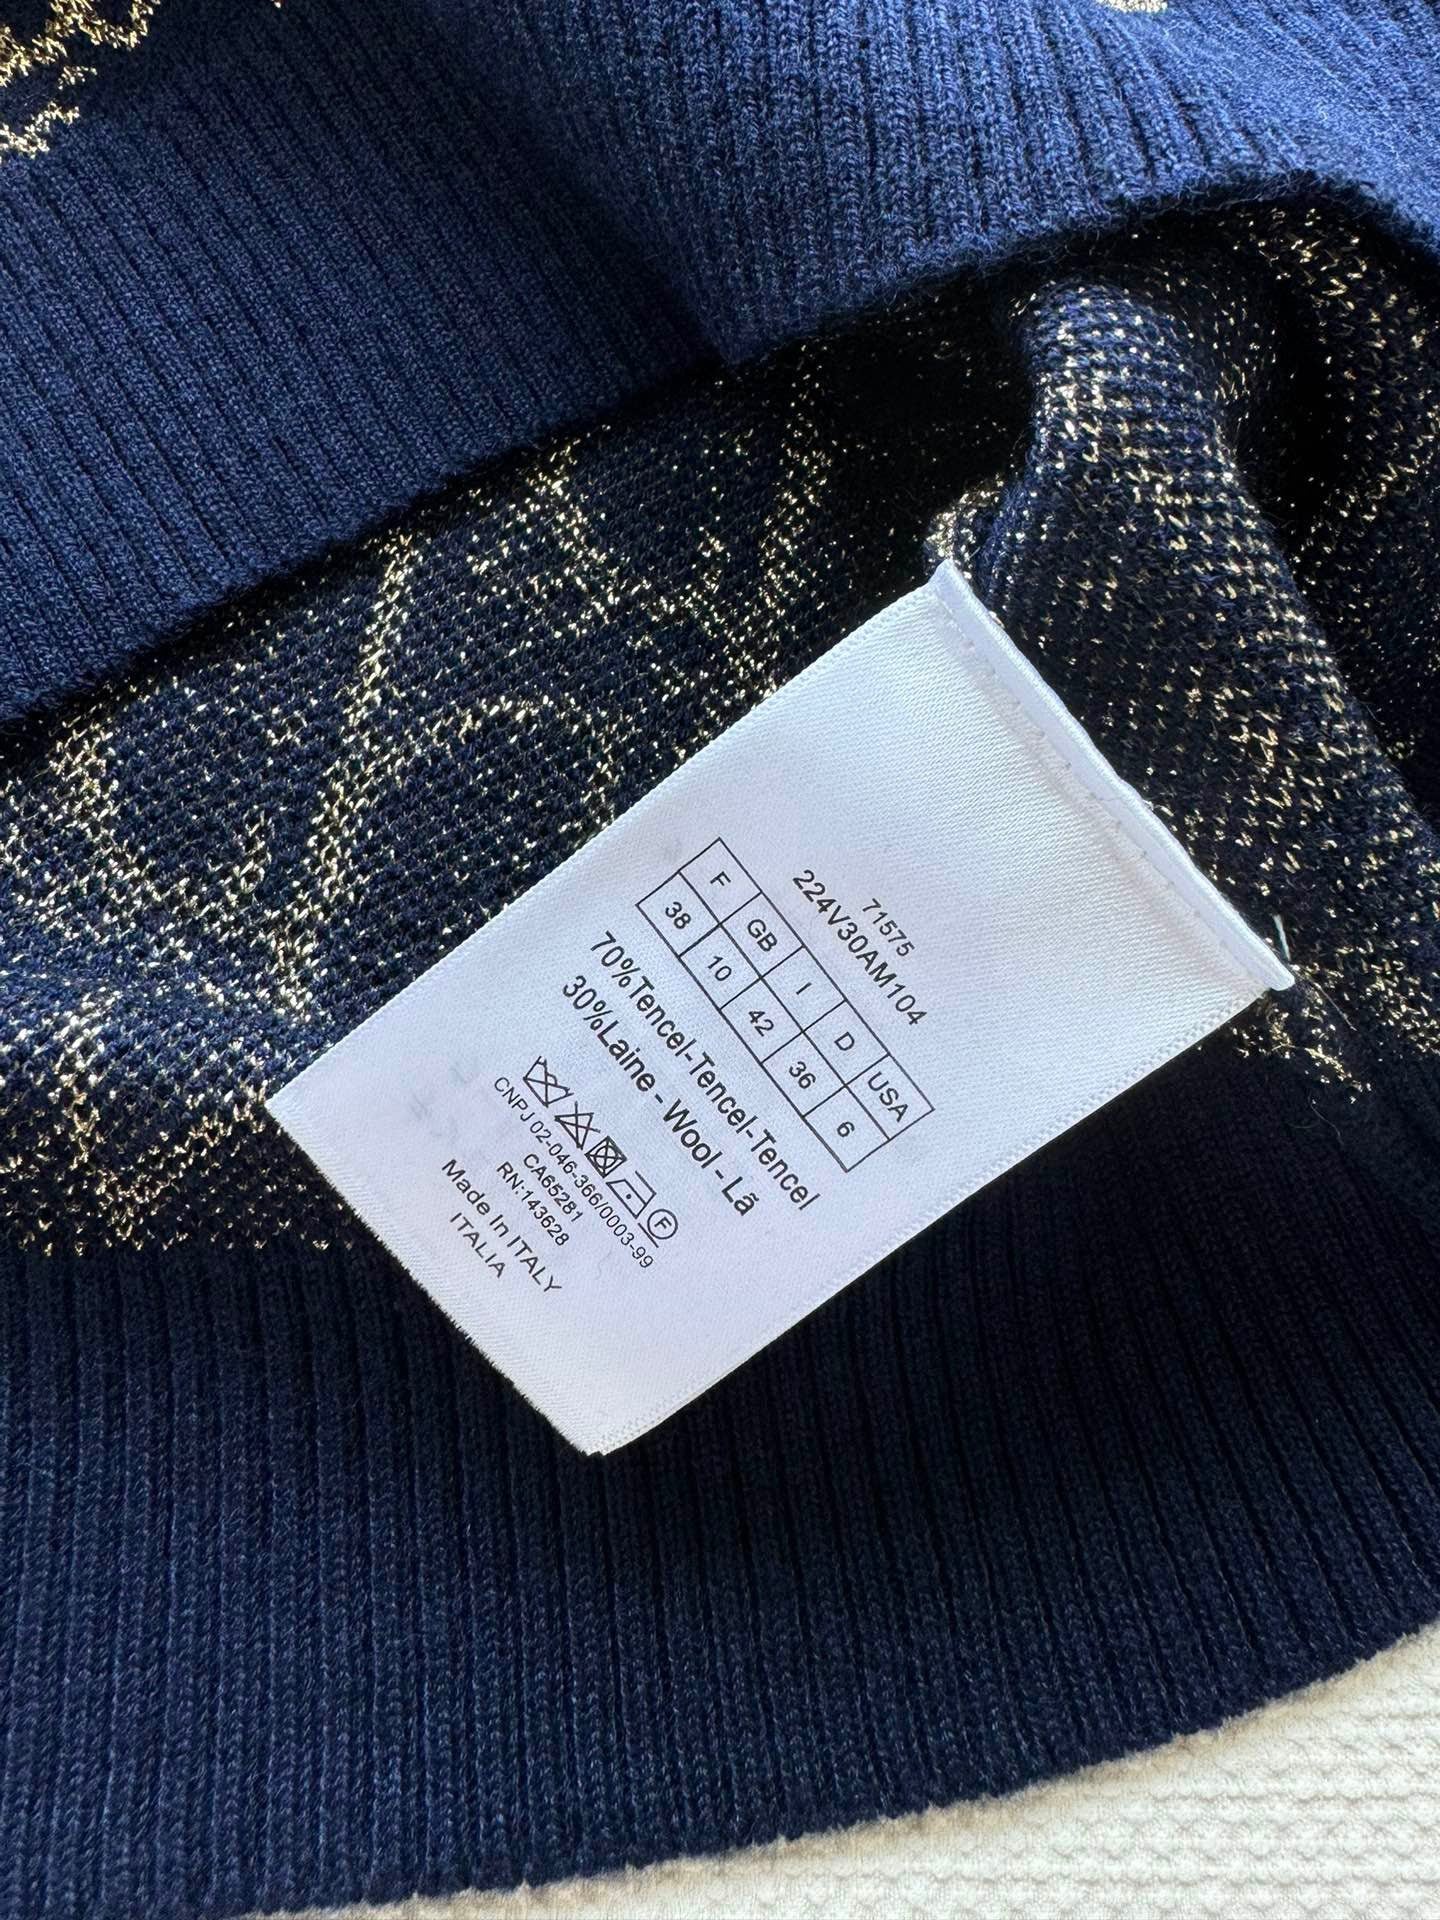 71575
224V30AM104
F GB I D USA
38 10 42 36 6
70%Tencel-Tencel-Tencel
30%Laine - Wool - Lã
F
CNPJ 02-046-366/0003-99
CA65281
RN:143628
Made In ITALY
ITALIA